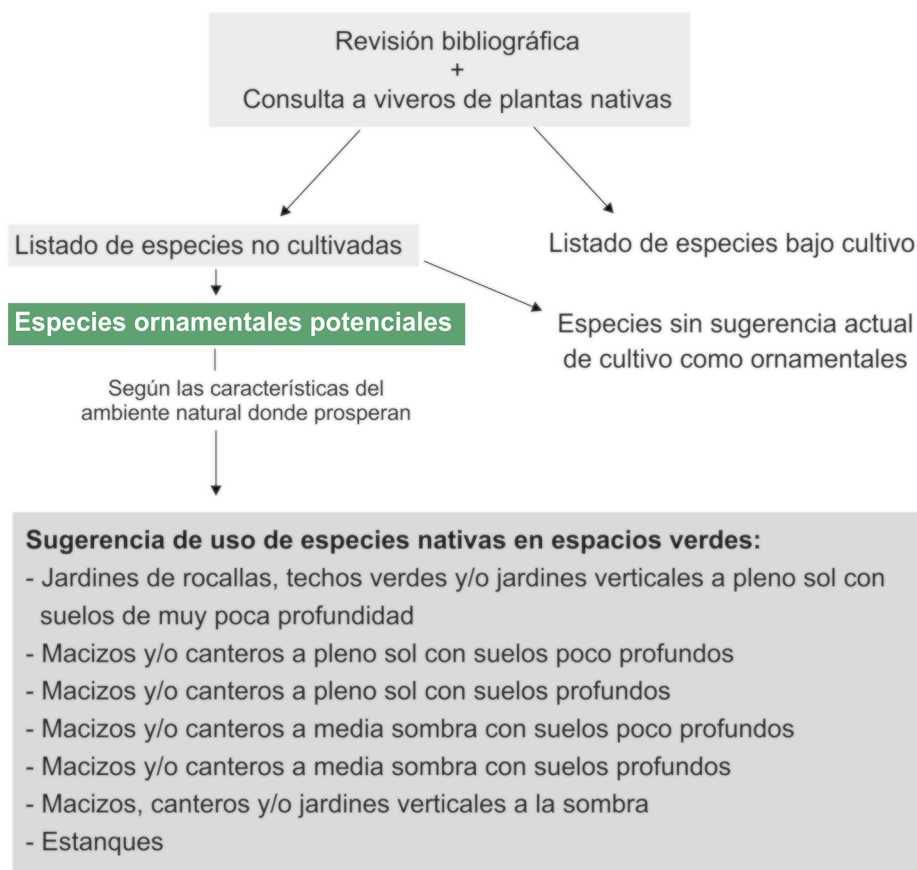 Revisión bibliográfica
+
Consulta a viveros de plantas nativas
Listado de especies no cultivadas
Listado de especies bajo cultivo
Especies ornamentales potenciales
Especies sin sugerencia actual
de cultivo como ornamentales
Según las características del
ambiente natural donde prosperan
Sugerencia de uso de especies nativas en espacios verdes:
- Jardines de rocallas, techos verdes y/o jardines verticales a pleno sol con
suelos de muy poca profundidad
- Macizos y/o canteros a pleno sol con suelos poco profundos
- Macizos y/o canteros a pleno sol con suelos profundos
- Macizos y/o canteros a media sombra con suelos poco profundos
- Macizos y/o canteros a media sombra con suelos profundos
- Macizos, canteros y/o jardines verticales a la sombra
- Estanques